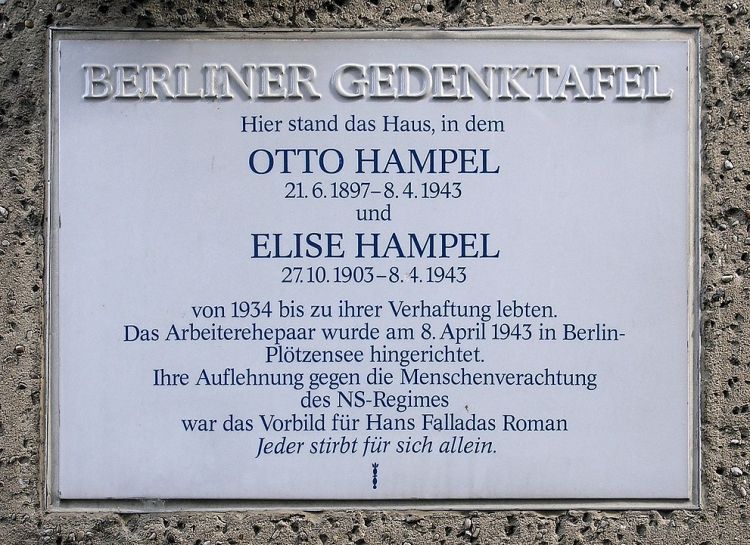 BERLINER GEDENKTAFEL
Hier stand das Haus, in dem
OTTO HAMPEL
21.6.1897–8.4.1943
und
ELISE HAMPEL
27.10.1903–8.4.1943
von 1934 bis zu ihrer Verhaftung lebten.
Das Arbeiterehepaar wurde am 8. April 1943 in Berlin-
Plötzensee hingerichtet.
Ihre Auflehnung gegen die Menschenverachtung
des NS-Regimes
war das Vorbild für Hans Falladas Roman
Jeder stirbt für sich allein.